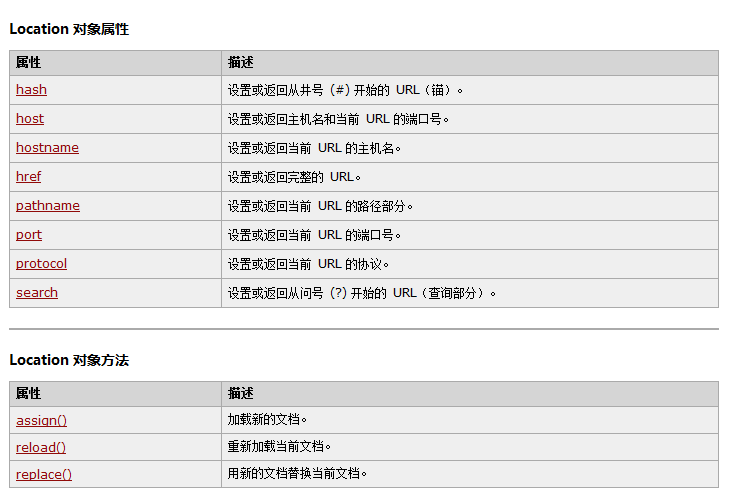 Location 对象属性
属性 描述
hash 设置或返回从井号 (#) 开始的 URL（锚）。
host 设置或返回主机名和当前 URL 的端口号。
hostname 设置或返回当前 URL 的主机名。
href 设置或返回完整的 URL。
pathname 设置或返回当前 URL 的路径部分。
port 设置或返回当前 URL 的端口号。
protocol 设置或返回当前 URL 的协议。
search 设置或返回从问号 (?) 开始的 URL（查询部分）。
Location 对象方法
属性 描述
assign() 加载新的文档。
reload() 重新加载当前文档。
replace() 用新的文档替换当前文档。